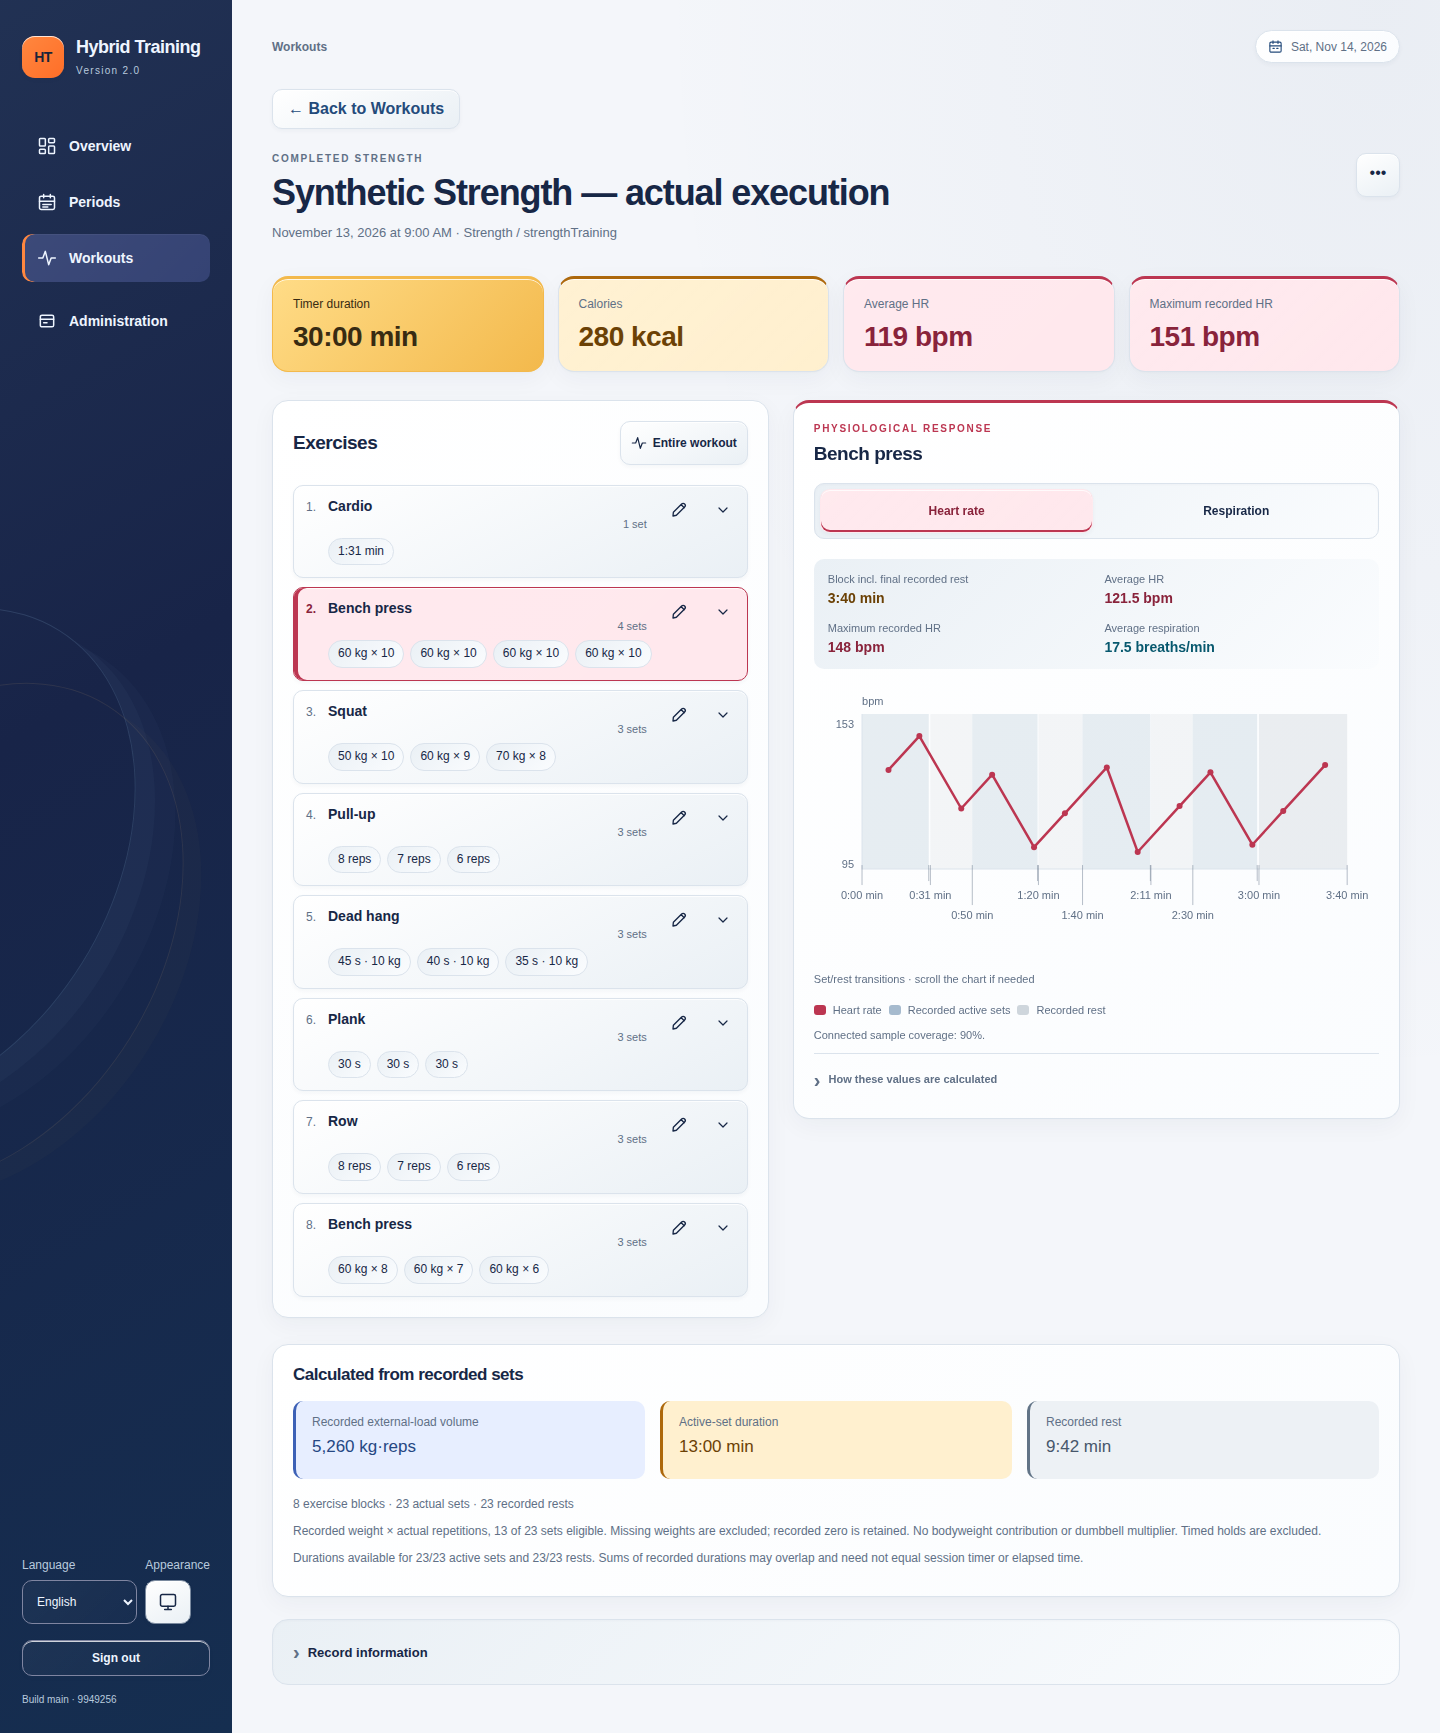 HT
Hybrid Training
Version 2.0
Overview
Periods
Workouts
Administration
Language
Appearance
English
Sign out
Build main · 9949256
Workouts
Sat, Nov 14, 2026
← Back to Workouts
COMPLETED STRENGTH
Synthetic Strength — actual execution
•••
November 13, 2026 at 9:00 AM · Strength / strengthTraining
Timer duration
30:00 min
Calories
280 kcal
Average HR
119 bpm
Maximum recorded HR
151 bpm
Exercises
Entire workout
1. Cardio
1 set
1:31 min
2. Bench press
4 sets
60 kg × 10 60 kg × 10 60 kg × 10 60 kg × 10
3. Squat
3 sets
50 kg × 10 60 kg × 9 70 kg × 8
4. Pull-up
3 sets
8 reps 7 reps 6 reps
5. Dead hang
3 sets
45 s · 10 kg 40 s · 10 kg 35 s · 10 kg
6. Plank
3 sets
30 s 30 s 30 s
7. Row
3 sets
8 reps 7 reps 6 reps
8. Bench press
3 sets
60 kg × 8 60 kg × 7 60 kg × 6
PHYSIOLOGICAL RESPONSE
Bench press
Heart rate Respiration
Block incl. final recorded rest
3:40 min
Average HR
121.5 bpm
Maximum recorded HR
148 bpm
Average respiration
17.5 breaths/min
bpm
153
95
0:00 min 0:31 min 1:20 min 2:11 min 3:00 min 3:40 min
0:50 min 1:40 min 2:30 min
Set/rest transitions · scroll the chart if needed
Heart rate Recorded active sets Recorded rest
Connected sample coverage: 90%.
› How these values are calculated
Calculated from recorded sets
Recorded external-load volume
5,260 kg·reps
Active-set duration
13:00 min
Recorded rest
9:42 min
8 exercise blocks · 23 actual sets · 23 recorded rests
Recorded weight × actual repetitions, 13 of 23 sets eligible. Missing weights are excluded; recorded zero is retained. No bodyweight contribution or dumbbell multiplier. Timed holds are excluded.
Durations available for 23/23 active sets and 23/23 rests. Sums of recorded durations may overlap and need not equal session timer or elapsed time.
› Record information